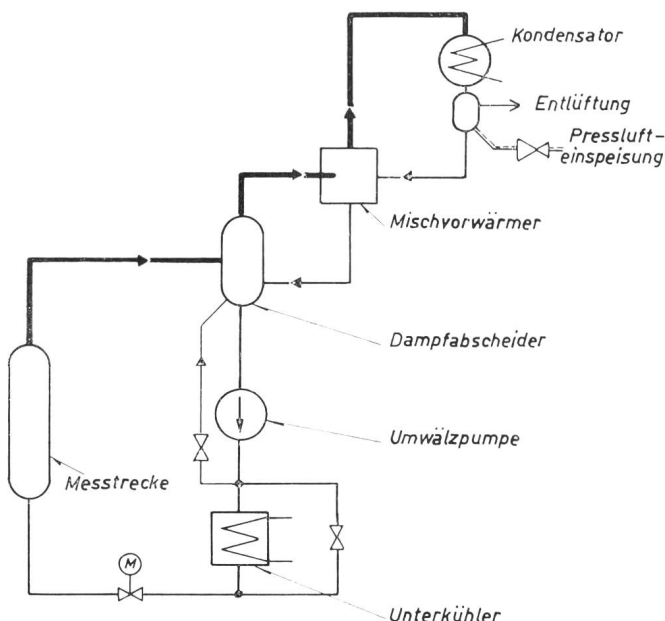 Kondensator
Entlüftung
Pressluft-
einspeisung
Mischvorwärmer
Dampfabscheider
Umwälzpumpe
Messtrecke
M
Unterkühler